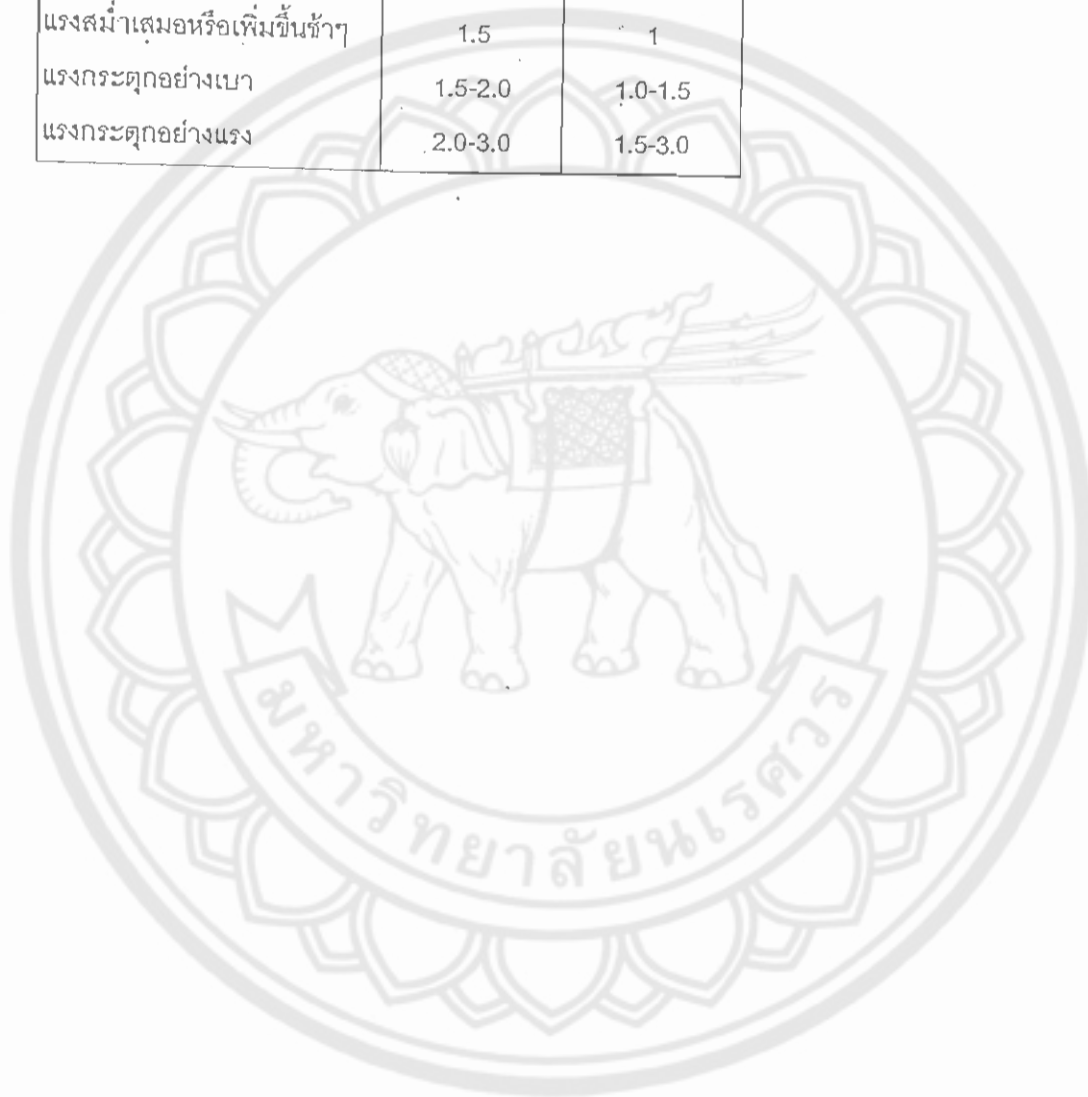 แรงสม่ำเสมอหรือเพิ่มขึ้นช้าๆ 1.5 1
แรงกระตุกอย่างเบา 1.5-2.0 1.0-1.5
แรงกระตุกอย่างแรง 2.0-3.0 1.5-3.0
มหาวิทยาลัยนเรศวร